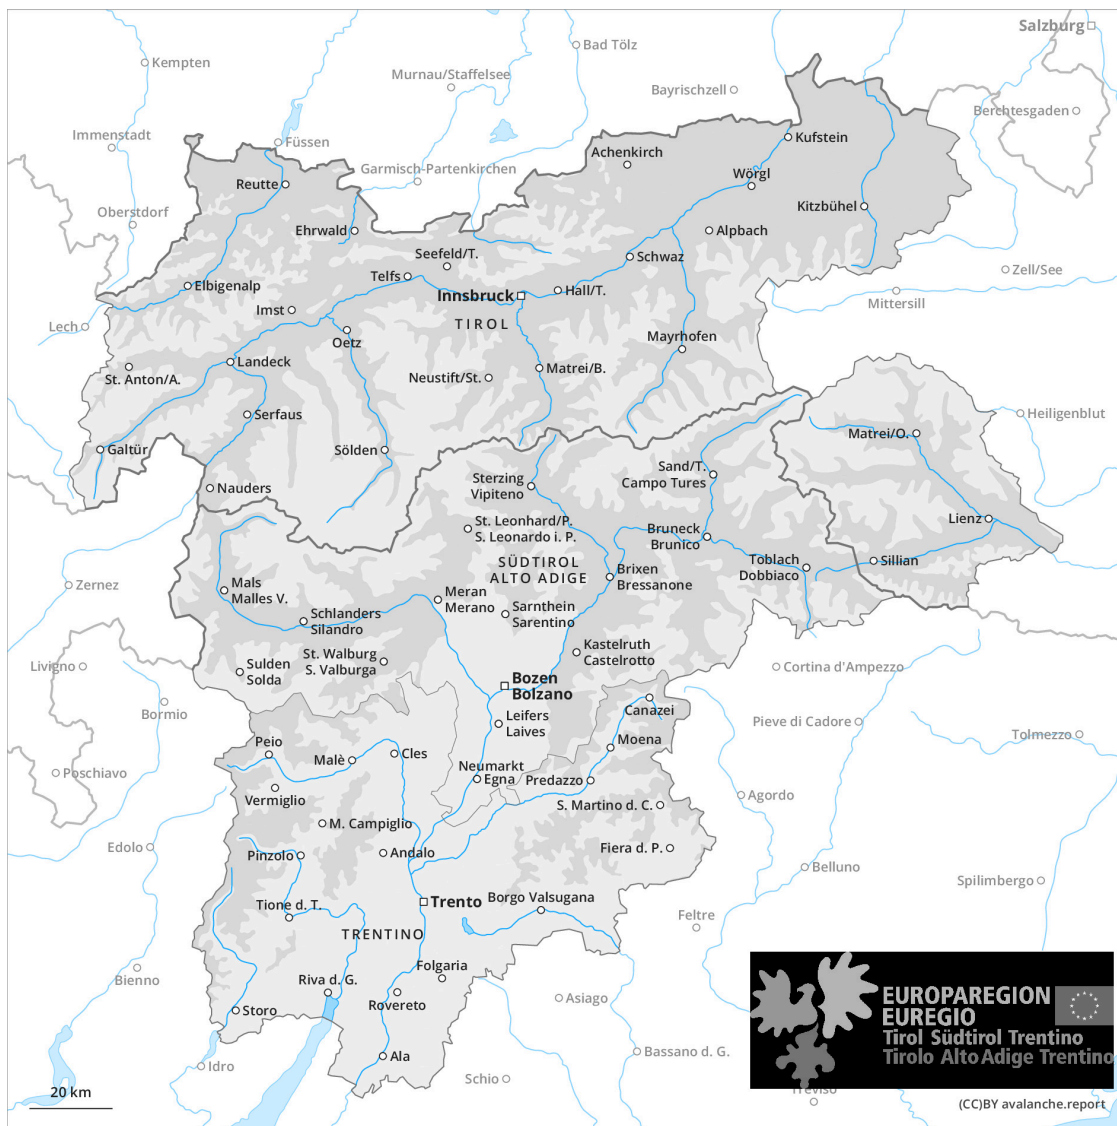 Salzburg
Bad Tölz
Kempten
Murnau/Staffelsee
Bayrischzell
Berchtesgaden
Immenstadt
Füssen
Kufstein
Achenkirch
Garmisch-Partenkirchen
Wörgl
Reutte
Oberstdorf
Kitzbühel
Ehrwald
Alpbach
Seefeld/T.
Schwaz
Telfs
Zell/See
Elbigenalp
Innsbruck
Hall/T.
Mittersill
Imst
TIROL
Lech
Oetz
Mayrhofen
Landeck
Matrei/B.
St. Anton/A.
Neustift/St.
Serfaus
Heiligenblut
Matrei/O.
Galtür
Sölden
Sand/T.
Campo Tures
Sterzing
Vipiteno
Nauders
St. Leonhard/P.
S. Leonardo i. P.
Lienz
Bruneck
Brunico
SÜDTIROL
ALTO ADIGE
Toblach
Dobbiaco
Sillian
Brixen
Bressanone
Zernez
Mals
Malles V.
Meran
Merano
Sarnthein
Sarentino
Schlanders
Silandro
Kastelruth
Castelrotto
St. Walburg
S. Valburga
Livigno
Sulden
Solda
Cortina d'Ampezzo
Bozen
Bolzano
Bormio
Canazei
Leifers
Laives
Pieve di Cadore
Tolmezzo
Moena
Peio
Cles
Malè
Poschiavo
Neumarkt
Egna
Predazzo
Vermiglio
Agordo
S. Martino d. C.
M. Campiglio
Edolo
Pinzolo
Andalo
Fiera d. P.
Belluno
Spilimbergo
Borgo Valsugana
Trento
Tione d. T.
Feltre
TRENTINO
Bienno
Folgaria
Riva d. G.
Rovereto
Asiago
Storo
EUROPAREGION
EUREGIO
Tirol Südtirol Trentino
Tirolo Alto Adige Trentino
Bassano d. G.
Ala
Idro
Schio
Treviso
20 km
(CC)BY avalanche.report